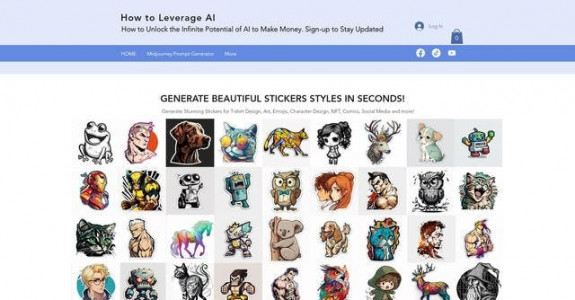 How to Leverage AI
How to Unlock the Infinite Potential of AI to Make Money. Sign-up to Stay Updated
Log In
0
HOME Midjourney Prompt Generator More
GENERATE BEAUTIFUL STICKERS STYLES IN SECONDS!
Generate Stunning Stickers for T-shirt Design, Art, Emojis, Character Design, NFT, Comics, Social Media and more!